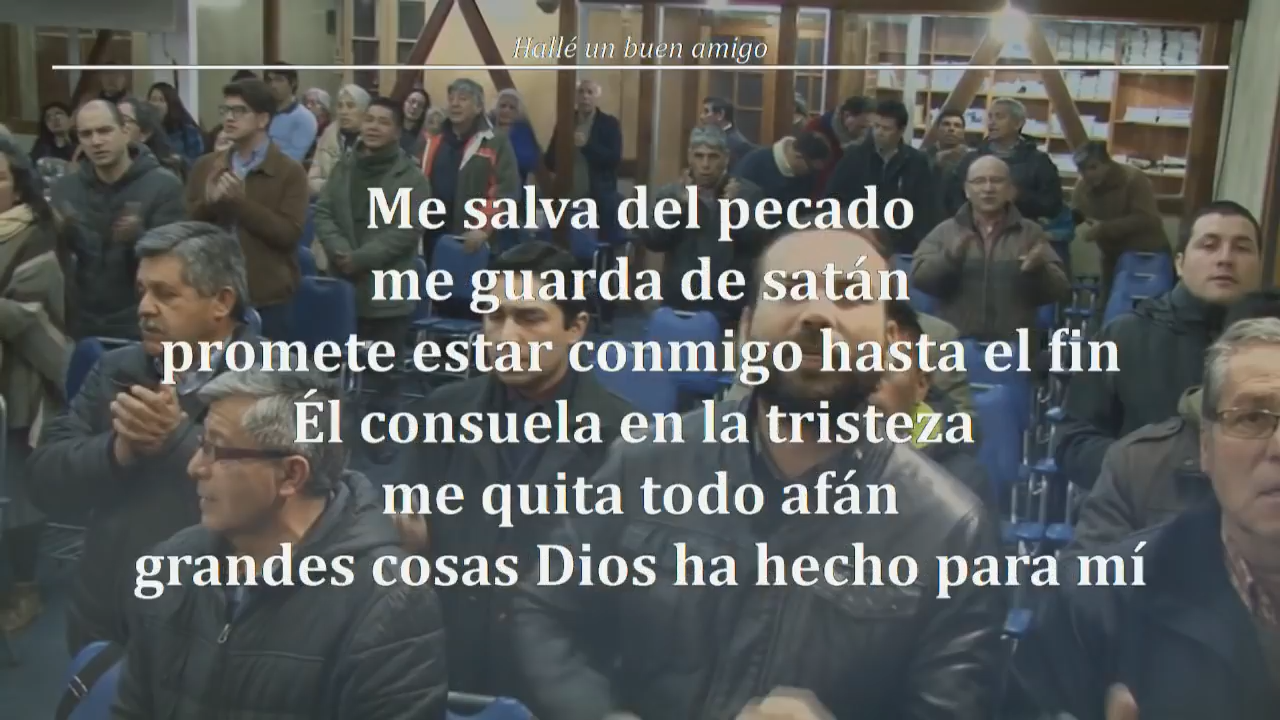 Hallé un buen amigo
Me salva del pecado
me guarda de satán
promete estar conmigo hasta el fin
Él consuela en la tristeza
me quita todo afán
grandes cosas Dios ha hecho para mí